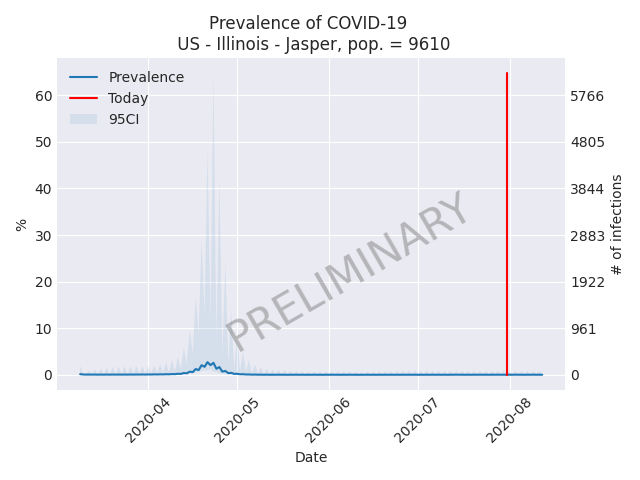 Prevalence of COVID-19
US - Illinois - Jasper, pop. = 9610
Prevalence
Today
95CI
60
50
40
30
20
10
0
%
5766
4805
3844
2883
1922
961
0
# of infections
PRELIMINARY
2020-04
2020-05
2020-06
2020-07
2020-08
Date